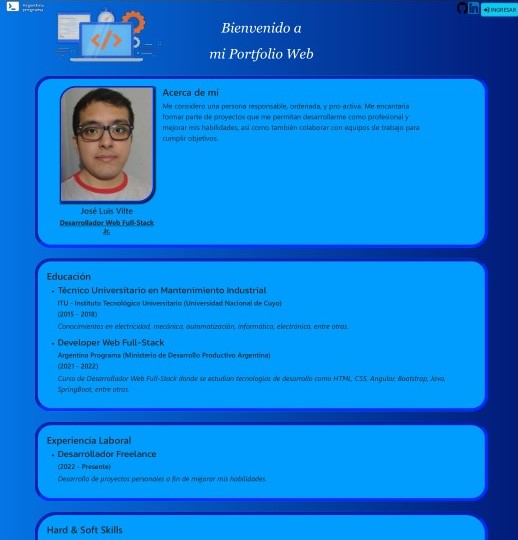 Argentina
programa
INGRESAR
Bienvenido a
mi Portfolio Web
Acerca de mí
Me considero una persona responsable, ordenada, y pro-activa. Me encantaría
formar parte de proyectos que me permitan desarrollarme como profesional y
mejorar mis habilidades, asi como también colaborar con equipos de trabajo para
cumplir objetivos.
José Luis Vilte
Desarrollador Web Full-Stack
Jr.
Educación
Técnico Universitario en Mantenimiento Industrial
ITU - Instituto Tecnológico Universitario (Universidad Nacional de Cuyo)
(2015 - 2018)
Conocimientos en electricidad, mecánica, automatización, informática, electrónica, entre otras.
Developer Web Full-Stack
Argentina Programa (Ministerio de Desarrollo Productivo Argentina)
(2021 - 2022)
Curso de Desarrollador Web Full-Stack donde se estudian tecnologías de desarrollo como HTML, CSS, Angular, Bootstrap, Java,
SpringBoot, entre otras.
Experiencia Laboral
Desarrollador Freelance
(2022 - Presente)
Desarrollo de proyectos personales a fin de mejorar mis habilidades.
Hard & Soft Skills